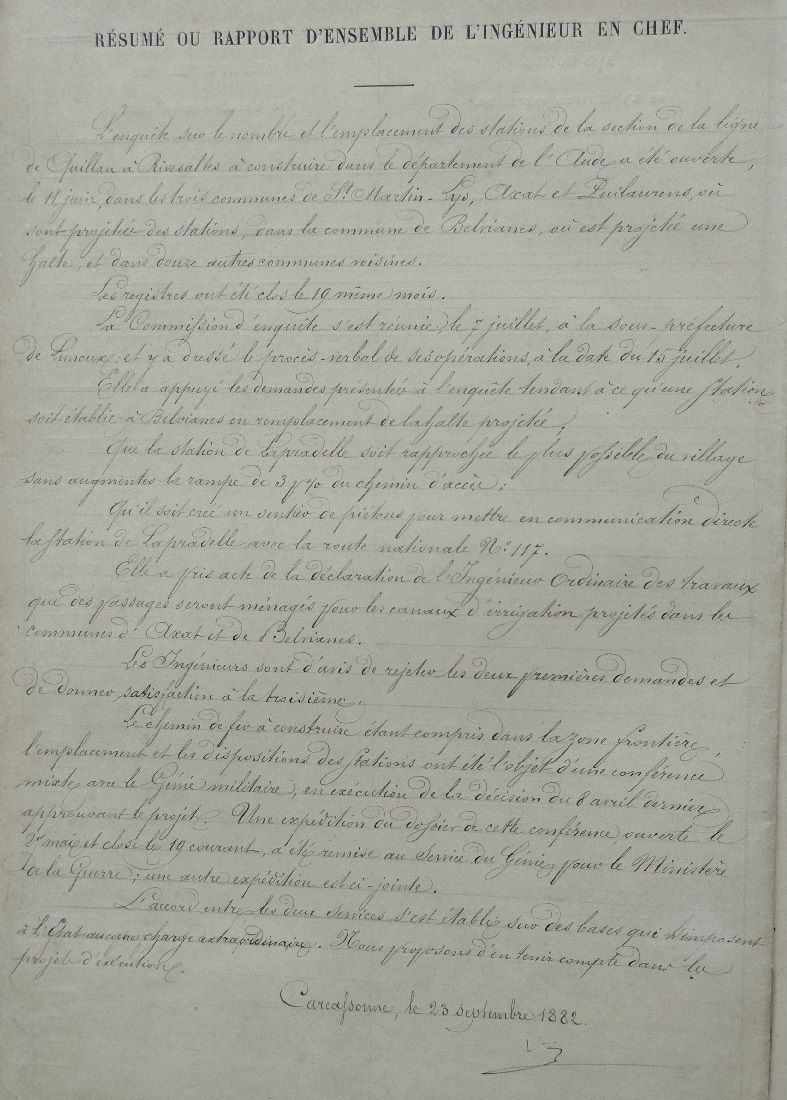 RÉSUMÉ OU RAPPORT D'ENSEMBLE DE L'INGÉNIEUR EN CHEF.
L'enquête sur le nombre et l'emplacement des stations de la section de la ligne
de Quillan à Rivesaltes à construire dans le département de l'Aude a été ouverte,
le 11 juin, dans les trois communes de St. Martin-Lys, Axat et Puilaurens, où
sont projetées des stations, dans la commune de Belvianes, où est projetée une
halte, et dans douze autres communes voisines.
Les registres ont été clos le 19 même mois.
La Commission d'enquête s'est réunie, le 7 juillet, à la sous-préfecture
de Limoux, et y a dressé le procès-verbal de ses opérations, à la date du 15 juillet.
Elle a appuyé les demandes présentées à l'enquête tendant à ce qu'une station
soit établie à Belvianes en remplacement de la halte projetée;
Que la station de Lapradelle soit rapprochée le plus possible du village
sans augmenter la rampe de 3 p% du chemin d'accès;
Qu'il soit créé un sentier de piétons pour mettre en communication directe
la station de Lapradelle avec la route nationale No 117.
Elle a pris acte de la déclaration de l'Ingénieur Ordinaire des travaux
que des passages seront ménagés pour les canaux d'irrigation projetés dans les
communes d'Axat et de Belvianes.
Les Ingénieurs sont d'avis de rejeter les deux premières demandes et
de donner satisfaction à la troisième.
Le chemin de fer à construire étant compris dans la zone frontière,
l'emplacement et les dispositions des stations ont été l'objet d'une conférence
mixte avec le Génie militaire, en exécution de la décision du 8 avril dernier
approuvant le projet. Une expédition du dossier de cette conférence, ouverte le
mai et close le 19 courant, a été remise au Service du Génie pour le Ministère
de la Guerre; une autre expédition est ci-jointe.
L'accord entre les deux services s'est établi sur des bases qui n'imposent
à l'État aucune charge extraordinaire. Nous proposons d'en tenir compte dans les
projets d'exécution.
Carcassonne, le 23 septembre 1882.